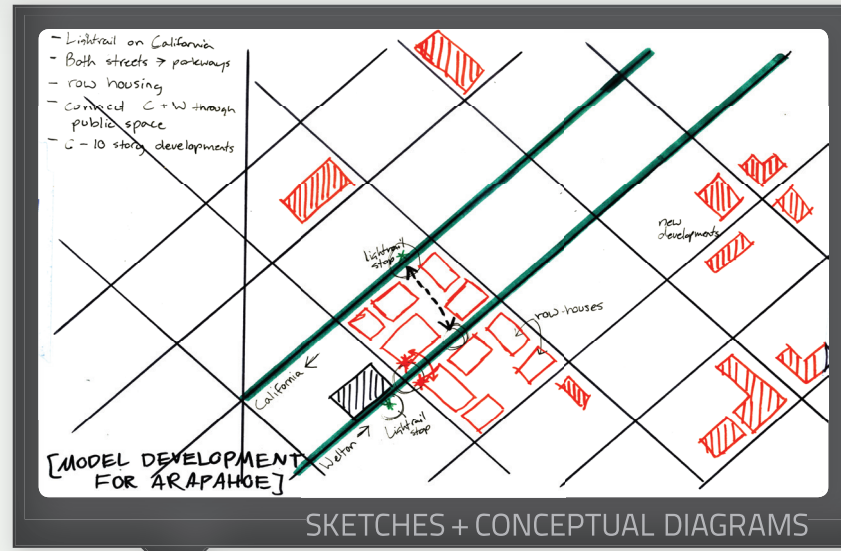 - Lightrail on California
- Both streets → parkways
- row housing
- connect C + W through
public space
- 6 - 10 story developments
lightrail
stop
new
developments
row-houses
California
Welton
Lightrail
stop
[MODEL DEVELOPMENT
FOR ARAPAHOE]
SKETCHES + CONCEPTUAL DIAGRAMS